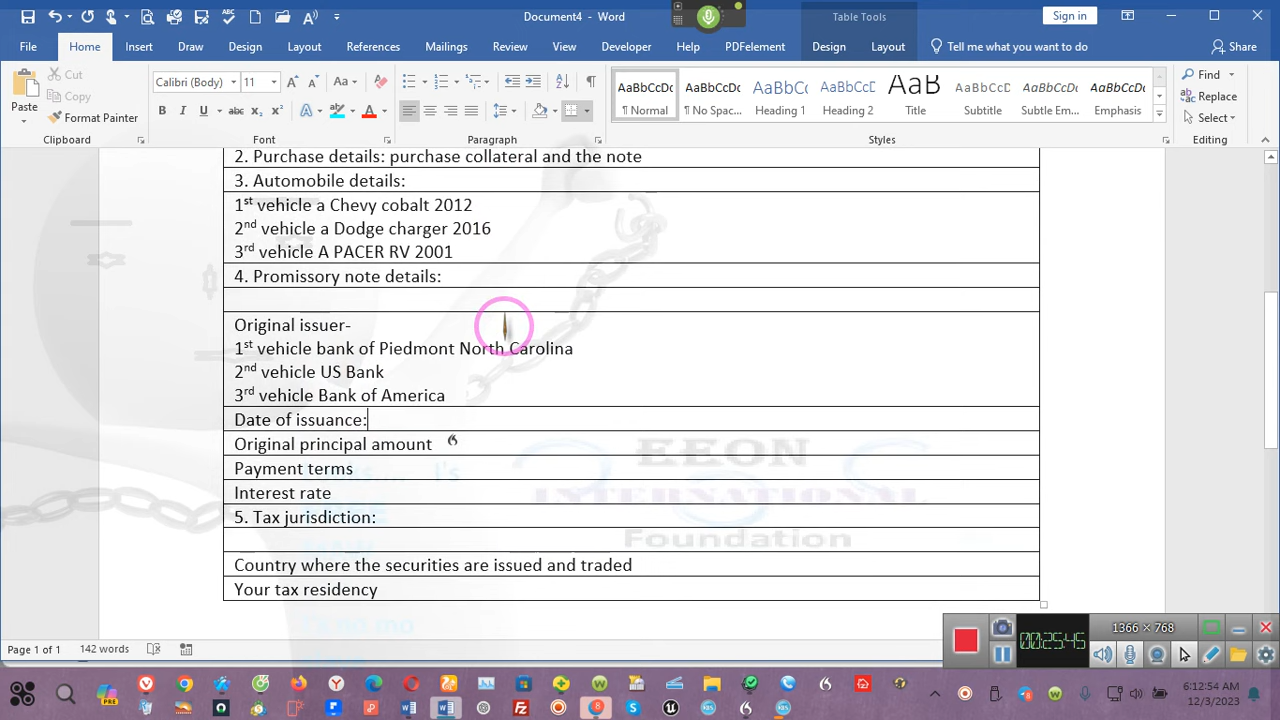 Document4 - Word
Table Tools
Sign in
File Home Insert Draw Design Layout References Mailings Review View Developer Help PDFelement Design Layout Tell me what you want to do Share
Paste
Cut
Copy
Format Painter
Clipboard
Calibri (Body) 11
Font
Paragraph
AaBbCcDc AaBbCcDc AaBbCc AaBbCcD AaB AaBbCcDc AaBbCcDc AaBbCcDc
¶ Normal ¶ No Spac... Heading 1 Heading 2 Title Subtitle Subtle Em... Emphasis
Styles
Find
Replace
Select
Editing
2. Purchase details: purchase collateral and the note
3. Automobile details:
1st vehicle a Chevy cobalt 2012
2nd vehicle a Dodge charger 2016
3rd vehicle A PACER RV 2001
4. Promissory note details:
Original issuer-
1st vehicle bank of Piedmont North Carolina
2nd vehicle US Bank
3rd vehicle Bank of America
Date of issuance:
Original principal amount
Payment terms
Interest rate
5. Tax jurisdiction:
Country where the securities are issued and traded
Your tax residency
EEON
INTERNATIONAL
Foundation
Page 1 of 1 142 words
1366 × 768
00:25:45
6:12:54 AM
12/3/2023